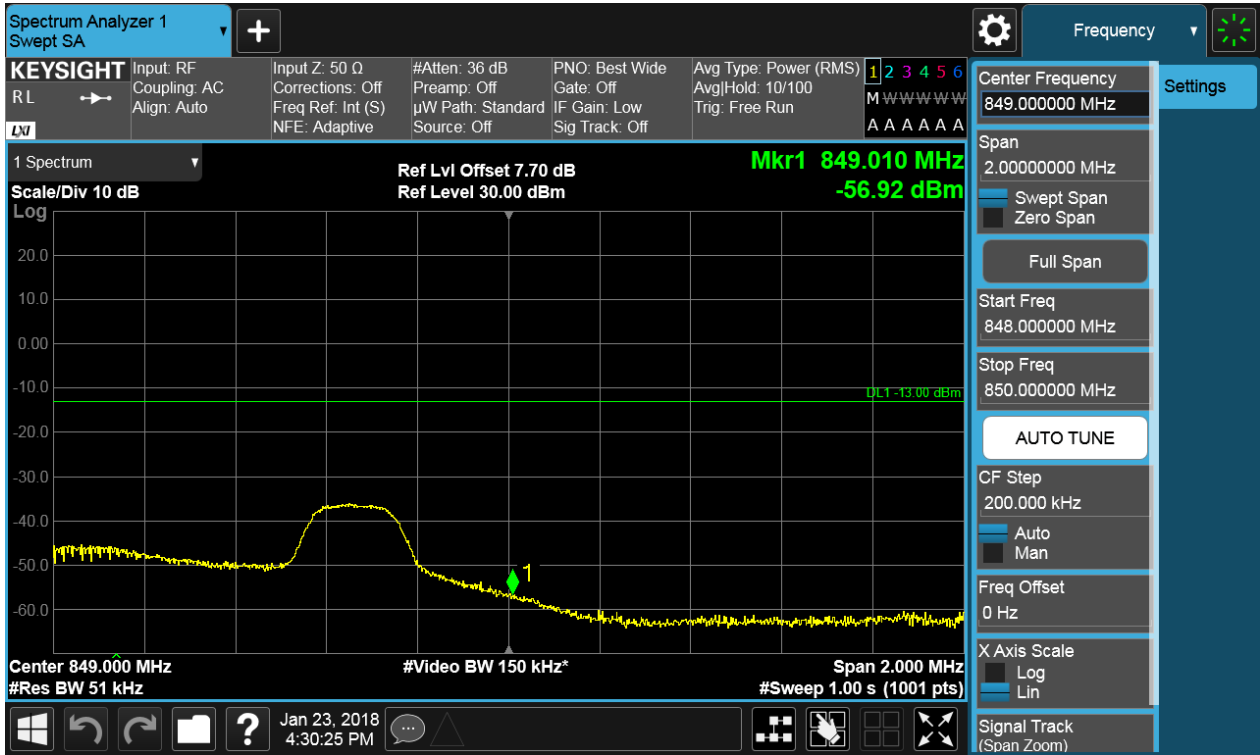 Spectrum Analyzer 1
Swept SA
+
Frequency
KEYSIGHT
RL
LXI
Input: RF
Coupling: AC
Align: Auto
Input Z: 50 Ω
Corrections: Off
Freq Ref: Int (S)
NFE: Adaptive
#Atten: 36 dB
Preamp: Off
µW Path: Standard
Source: Off
PNO: Best Wide
Gate: Off
IF Gain: Low
Sig Track: Off
Avg Type: Power (RMS)
Avg|Hold: 10/100
Trig: Free Run
1 2 3 4 5 6
M W W W W W
A A A A A A
1 Spectrum
Scale/Div 10 dB
Log
Ref Lvl Offset 7.70 dB
Ref Level 30.00 dBm
Mkr1 849.010 MHz
-56.92 dBm
20.0
10.0
0.00
-10.0
DL1 -13.00 dBm
-20.0
-30.0
-40.0
-50.0
1
-60.0
Center 849.000 MHz
#Res BW 51 kHz
#Video BW 150 kHz*
Span 2.000 MHz
#Sweep 1.00 s (1001 pts)
Center Frequency
849.000000 MHz
Settings
Span
2.00000000 MHz
Swept Span
Zero Span
Full Span
Start Freq
848.000000 MHz
Stop Freq
850.000000 MHz
AUTO TUNE
CF Step
200.000 kHz
Auto
Man
Freq Offset
0 Hz
X Axis Scale
Log
Lin
Signal Track
(Span Zoom)
?
Jan 23, 2018
4:30:25 PM